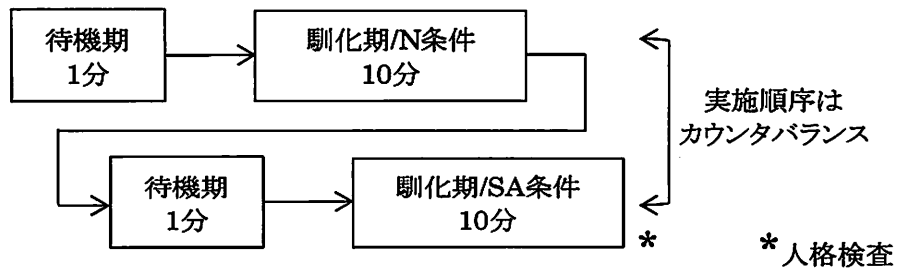 待機期
1分
馴化期/N条件
10分
実施順序は
カウンタバランス
待機期
1分
馴化期/SA条件
10分
*
*人格検査